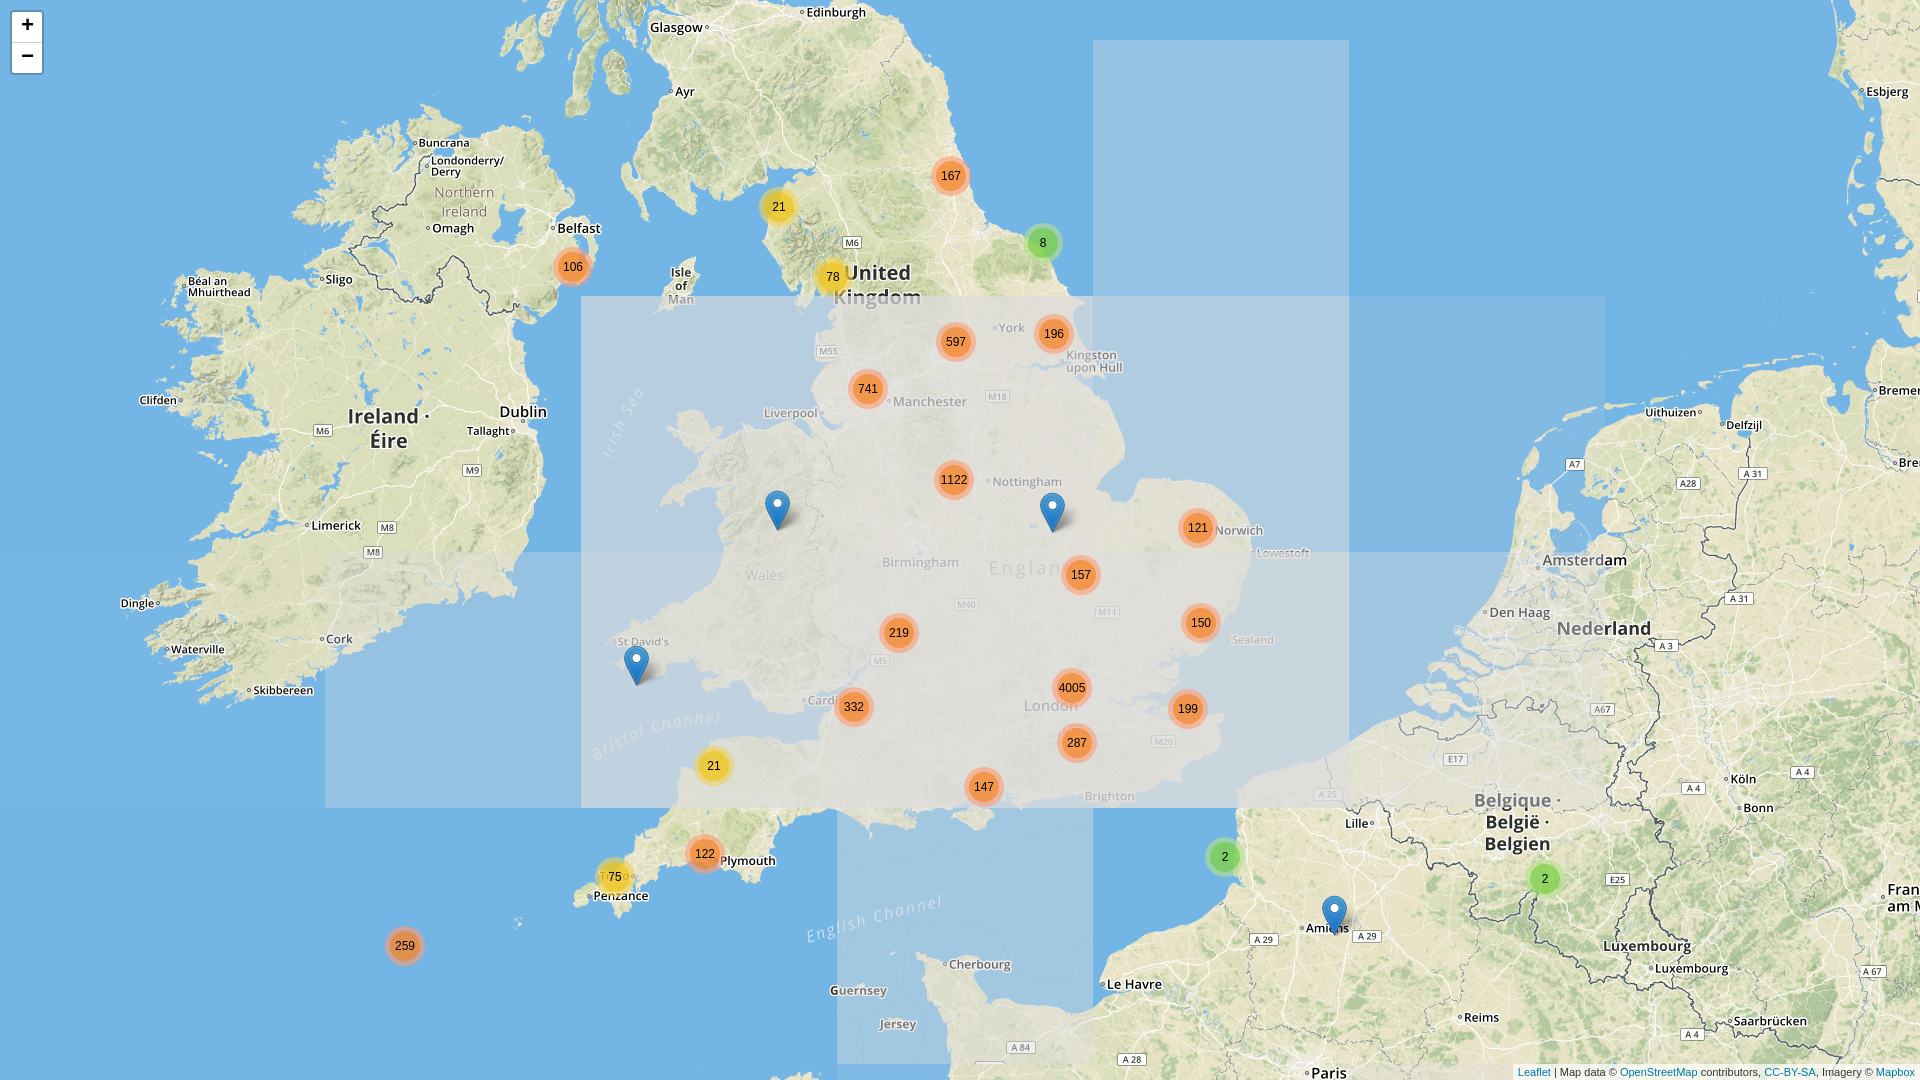 +
−
Edinburgh
Glasgow
Ayr
Esbjerg
Buncrana
Londonderry/
Derry
Northern
Ireland
Omagh
Belfast
167
21
M6
8
106
78
United
Kingdom
Isle
of
Man
Sligo
Béal an
Mhuirthead
York
196
597
M55
Kingston
upon Hull
741
Manchester
M18
Liverpool
Irish Sea
Clifden
Ireland ·
Éire
Dublin
Tallaght
M6
M9
Uithuizen
Delfzijl
A7
A 31
A28
1122
Nottingham
Limerick
M8
M8
121
Norwich
Lowestoft
Birmingham
Wales
157
Amsterdam
Dingle
M40
M11
A 31
Den Haag
Nederland
219
150
Sealand
Cork
St David's
Waterville
M5
A 3
Skibbereen
4005
London
199
332
A67
Bristol Channel
287
M20
E17
21
147
Brighton
A 25
Köln
A 4
A 4
Bonn
Belgique ·
België ·
Belgien
Lille
122
Plymouth
2
75
Penzance
2
E25
English Channel
Amiens
A 29
A 29
259
Luxembourg
Luxembourg
A 67
Cherbourg
Le Havre
Guernsey
Jersey
Reims
Saarbrücken
A 4
A 84
A 28
Paris
Leaflet | Map data © OpenStreetMap contributors, CC-BY-SA, Imagery © Mapbox